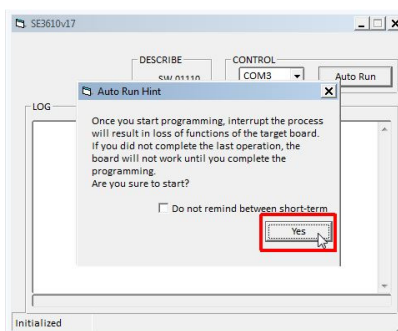 SE3610v17
DESCRIBE
CONTROL
SW 01110
COM3
Auto Run
Auto Run Hint
LOG
Once you start programming, interrupt the process
will result in loss of functions of the target board.
If you did not complete the last operation, the
board will not work until you complete the
programming.
Are you sure to start?
Do not remind between short-term
Yes
Initialized